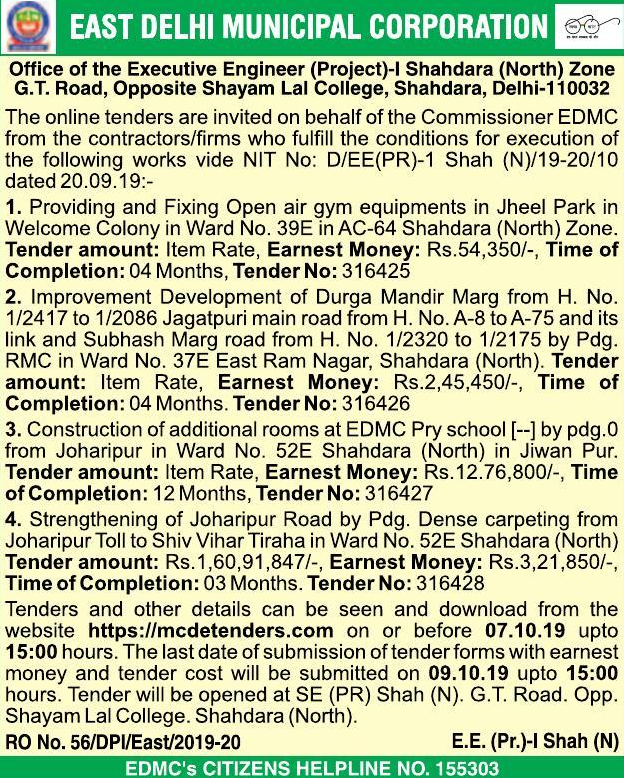 EAST DELHI MUNICIPAL CORPORATION
Office of the Executive Engineer (Project)-I Shahdara (North) Zone
G.T. Road, Opposite Shayam Lal College, Shahdara, Delhi-110032
The online tenders are invited on behalf of the Commissioner EDMC
from the contractors/firms who fulfill the conditions for execution of
the following works vide NIT No: D/EE(PR)-1 Shah (N)/19-20/10
dated 20.09.19:-
1. Providing and Fixing Open air gym equipments in Jheel Park in
Welcome Colony in Ward No. 39E in AC-64 Shahdara (North) Zone.
Tender amount: Item Rate, Earnest Money: Rs.54,350/-, Time of
Completion: 04 Months, Tender No: 316425
2. Improvement Development of Durga Mandir Marg from H. No.
1/2417 to 1/2086 Jagatpuri main road from H. No. A-8 to A-75 and its
link and Subhash Marg road from H. No. 1/2320 to 1/2175 by Pdg.
RMC in Ward No. 37E East Ram Nagar, Shahdara (North). Tender
amount: Item Rate, Earnest Money: Rs.2,45,450/-, Time of
Completion: 04 Months. Tender No: 316426
3. Construction of additional rooms at EDMC Pry school [--] by pdg.0
from Joharipur in Ward No. 52E Shahdara (North) in Jiwan Pur.
Tender amount: Item Rate, Earnest Money: Rs.12.76,800/-, Time
of Completion: 12 Months, Tender No: 316427
4. Strengthening of Joharipur Road by Pdg. Dense carpeting from
Joharipur Toll to Shiv Vihar Tiraha in Ward No. 52E Shahdara (North)
Tender amount: Rs.1,60,91,847/-, Earnest Money: Rs.3,21,850/-,
Time of Completion: 03 Months. Tender No: 316428
Tenders and other details can be seen and download from the
website https://mcdetenders.com on or before 07.10.19 upto
15:00 hours. The last date of submission of tender forms with earnest
money and tender cost will be submitted on 09.10.19 upto 15:00
hours. Tender will be opened at SE (PR) Shah (N). G.T. Road. Opp.
Shayam Lal College. Shahdara (North).
RO No. 56/DPI/East/2019-20 E.E. (Pr.)-I Shah (N)
EDMC's CITIZENS HELPLINE NO. 155303